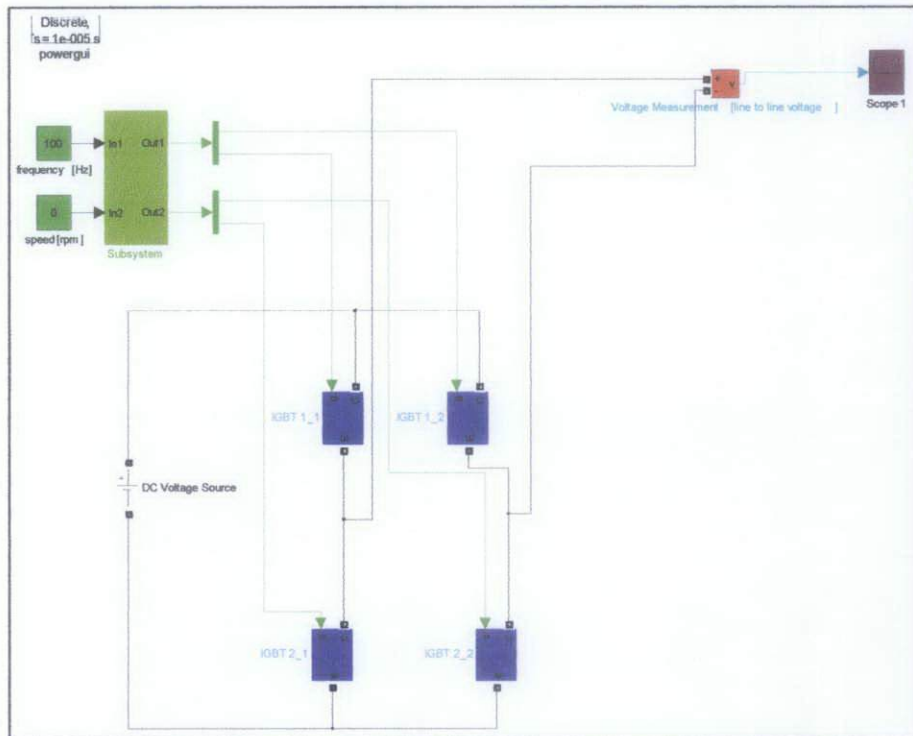 Discrete,
s = 1e-005 s
powergui
+
v
-
Voltage Measurement [line to line voltage ]
Scope 1
100
In1
Out1
frequency [Hz]
0
In2
Out2
speed [rpm]
Subsystem
IGBT 1_1
IGBT 1_2
+
DC Voltage Source
IGBT 2_1
IGBT 2_2